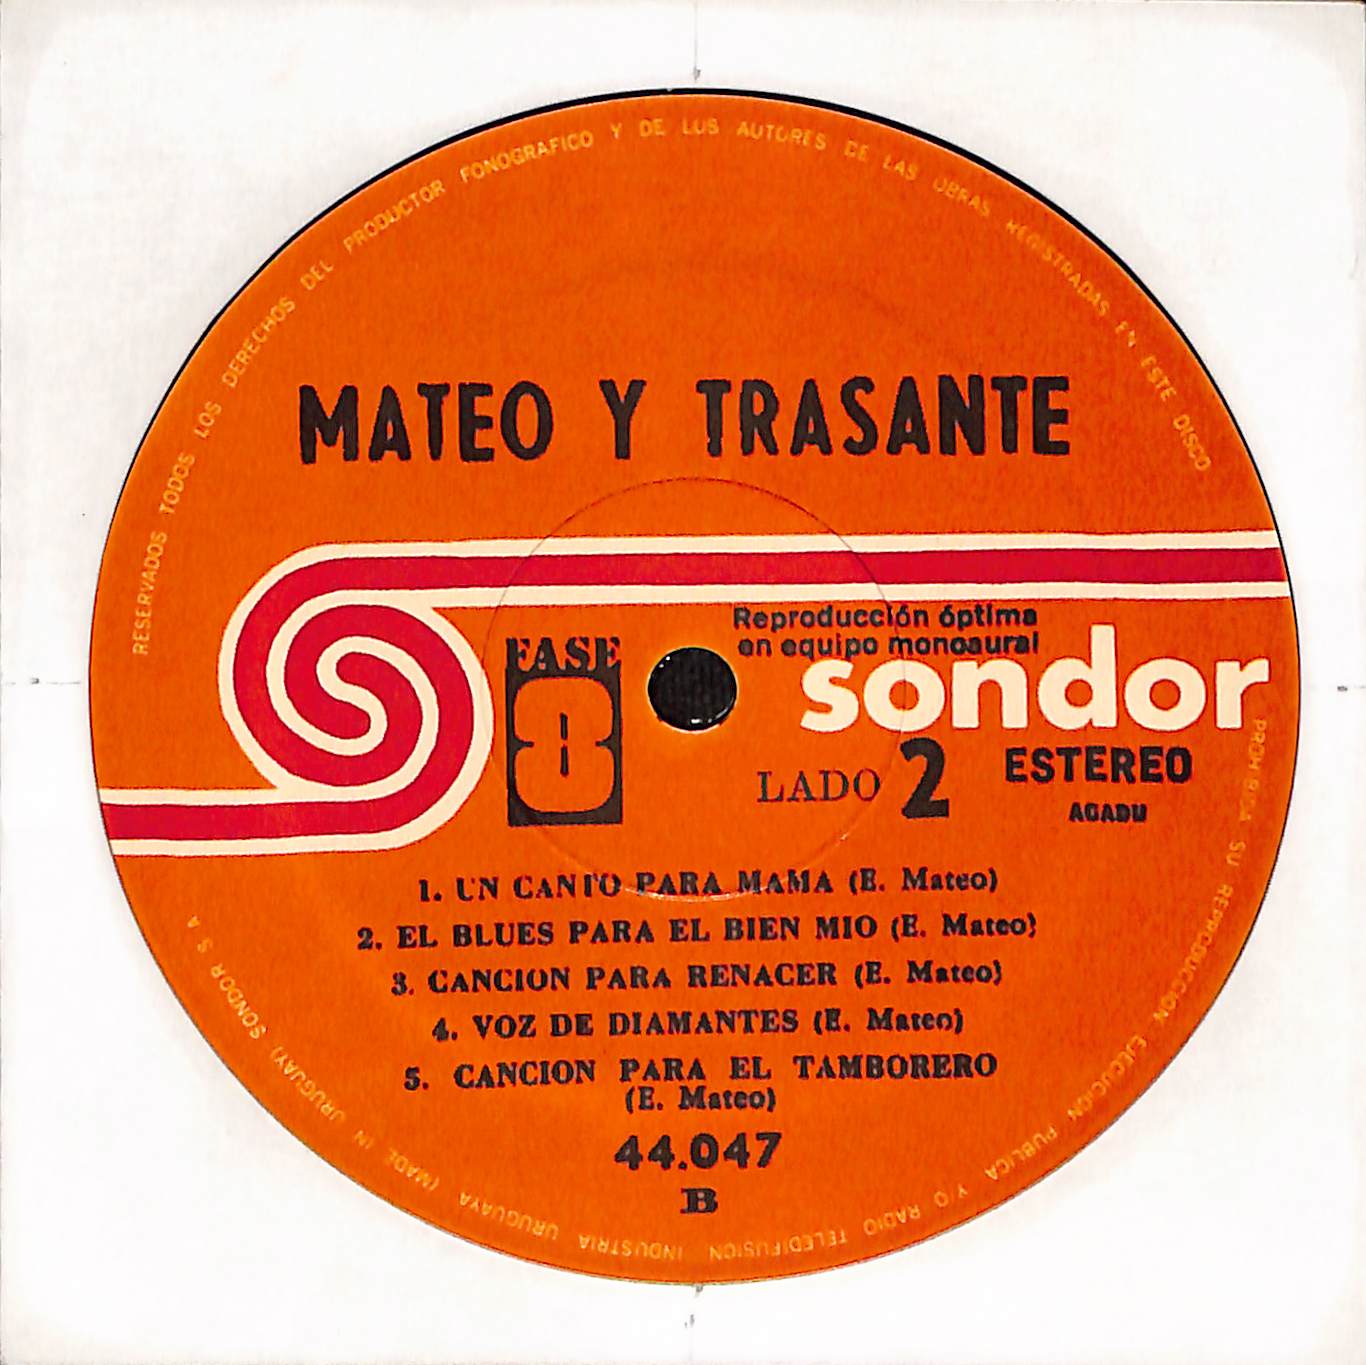 RESERVADOS TODOS LOS DERECHOS DEL PRODUCTOR FONOGRAFICO Y DE LOS AUTORES DE LAS OBRAS REGISTRADAS EN ESTE DISCO
MATEO Y TRASANTE
Reproducción óptima
en equipo monoaural
FASE
8
sondor
LADO 2
ESTEREO
AGADU
1. UN CANTO PARA MAMA (E. Mateo)
2. EL BLUES PARA EL BIEN MIO (E. Mateo)
3. CANCION PARA RENACER (E. Mateo)
4. VOZ DE DIAMANTES (E. Mateo)
5. CANCION PARA EL TAMBORERO
(E. Mateo)
44.047
B
PROHIBIDA SU REPRODUCCION EJECUCION PUBLICA Y/O RADIO TELEDIFUSION INDUSTRIA URUGUAYA (MADE IN URUGUAY) SONDOR S A